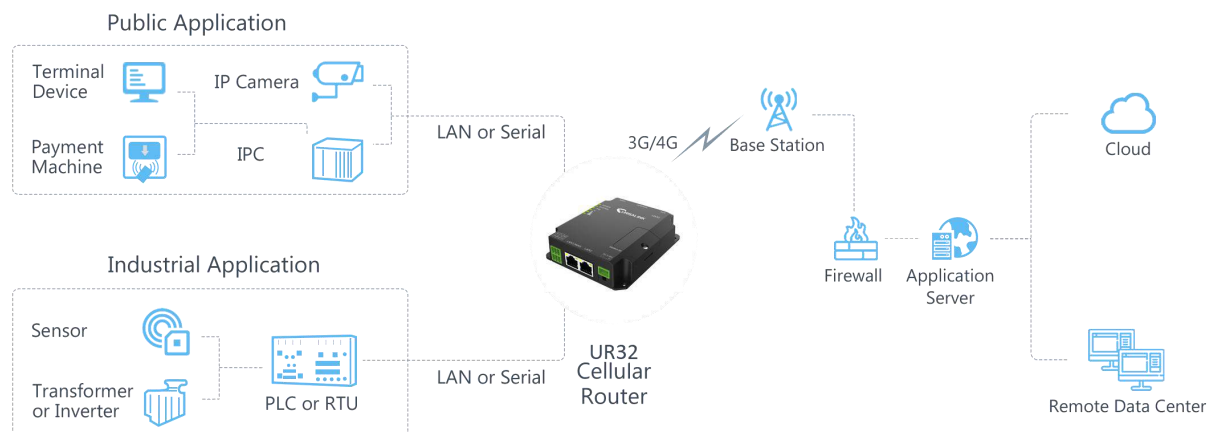 Public Application
Terminal
Device
IP Camera
Payment
Machine
IPC
LAN or Serial
3G/4G
Base Station
Cloud
Firewall
Application
Server
Industrial Application
Sensor
Transformer
or Inverter
PLC or RTU
LAN or Serial
UR32
Cellular
Router
Remote Data Center